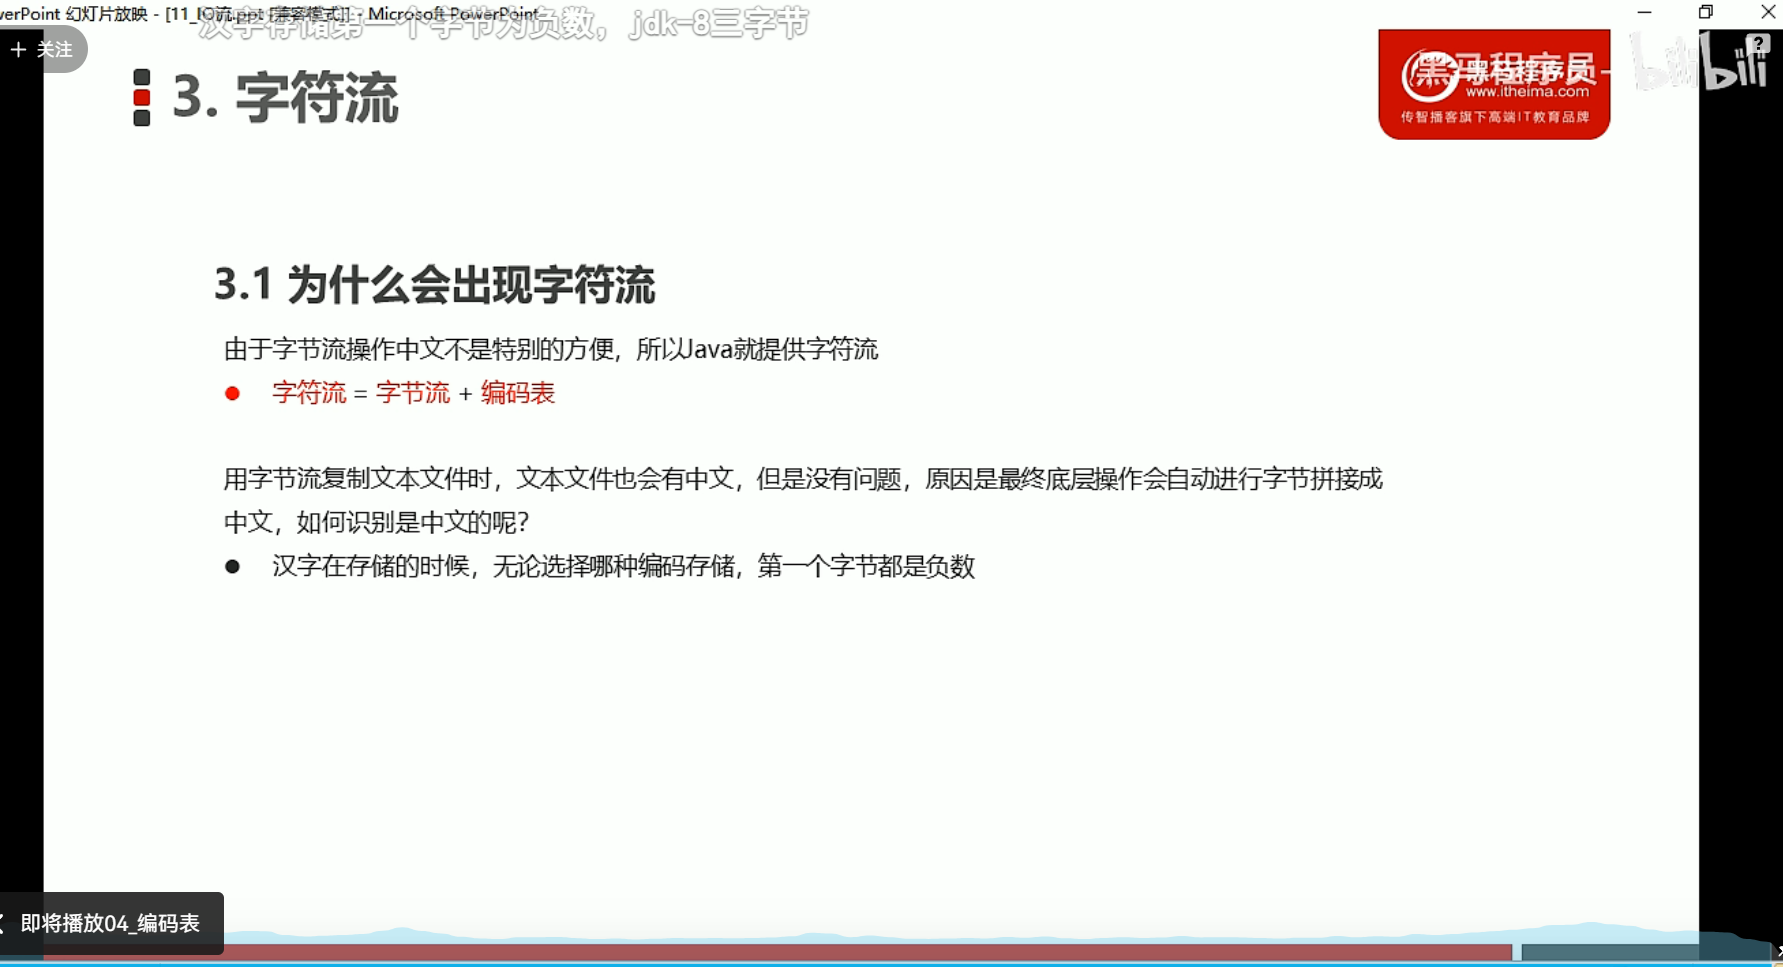 werPoint 幻灯片放映 - [11_IO流.ppt [兼容模式]] - Microsoft PowerPoint
汉字存储第一个字节为负数，jdk-8三字节
+ 关注
3. 字符流
黑马程序员
黑马程序员
bilibili
www.itheima.com
传智播客旗下高端IT教育品牌
3.1 为什么会出现字符流
由于字节流操作中文不是特别的方便，所以Java就提供字符流
● 字符流 = 字节流 + 编码表
用字节流复制文本文件时，文本文件也会有中文，但是没有问题，原因是最终底层操作会自动进行字节拼接成
中文，如何识别是中文的呢？
● 汉字在存储的时候，无论选择哪种编码存储，第一个字节都是负数
即将播放04_编码表